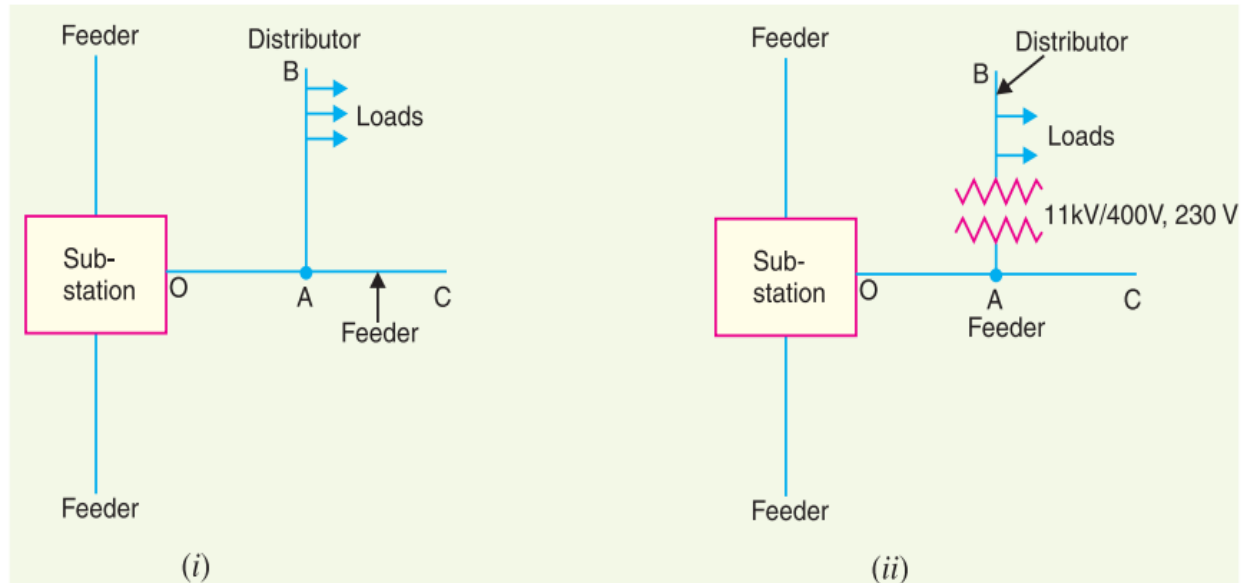 Feeder
Distributor
B
Loads
Sub-
station
O
A
C
Feeder
Feeder
(i)
Feeder
Distributor
B
Loads
11kV/400V, 230 V
Sub-
station
O
A
C
Feeder
Feeder
(ii)